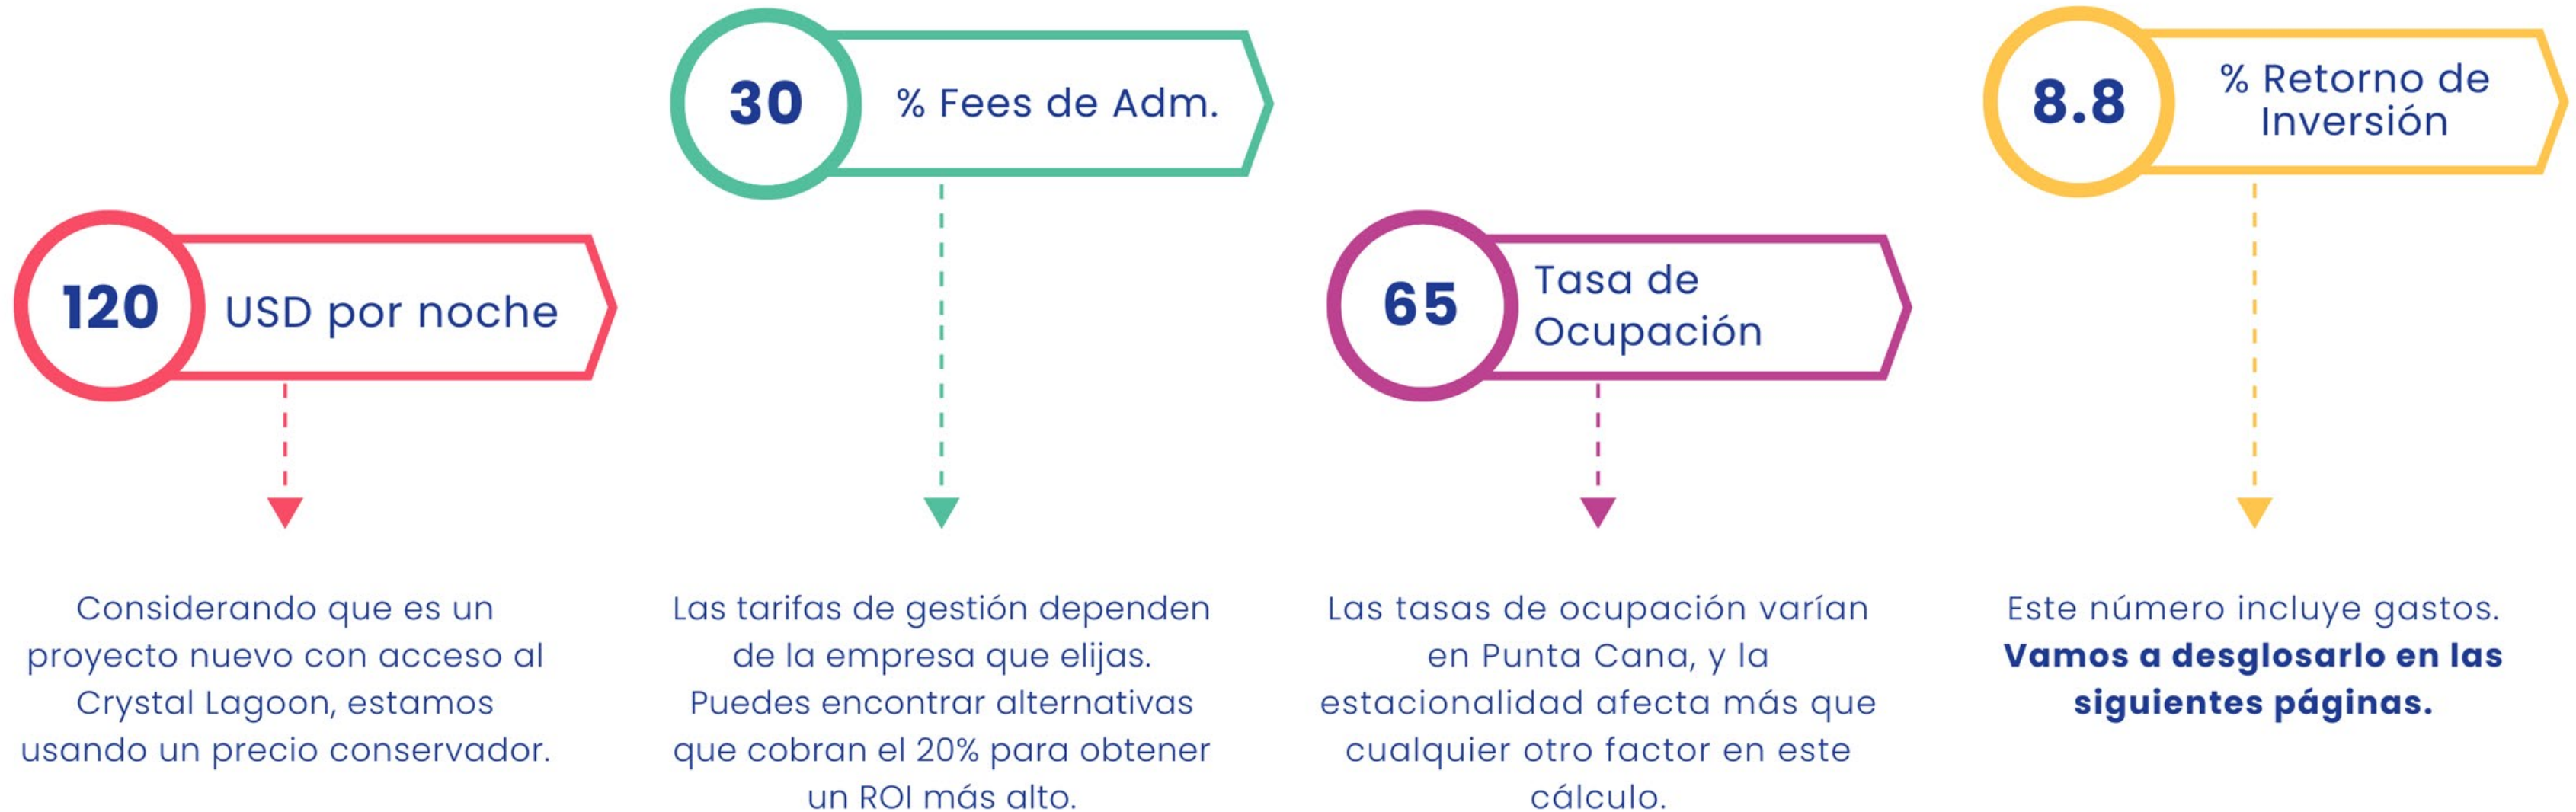 120
USD por noche
Considerando que es un
proyecto nuevo con acceso al
Crystal Lagoon, estamos
usando un precio conservador.
30
% Fees de Adm.
Las tarifas de gestión dependen
de la empresa que elijas.
Puedes encontrar alternativas
que cobran el 20% para obtener
un ROI más alto.
65
Tasa de
Ocupación
Las tasas de ocupación varían
en Punta Cana, y la
estacionalidad afecta más que
cualquier otro factor en este
cálculo.
8.8
% Retorno de
Inversión
Este número incluye gastos.
Vamos a desglosarlo en las
siguientes páginas.